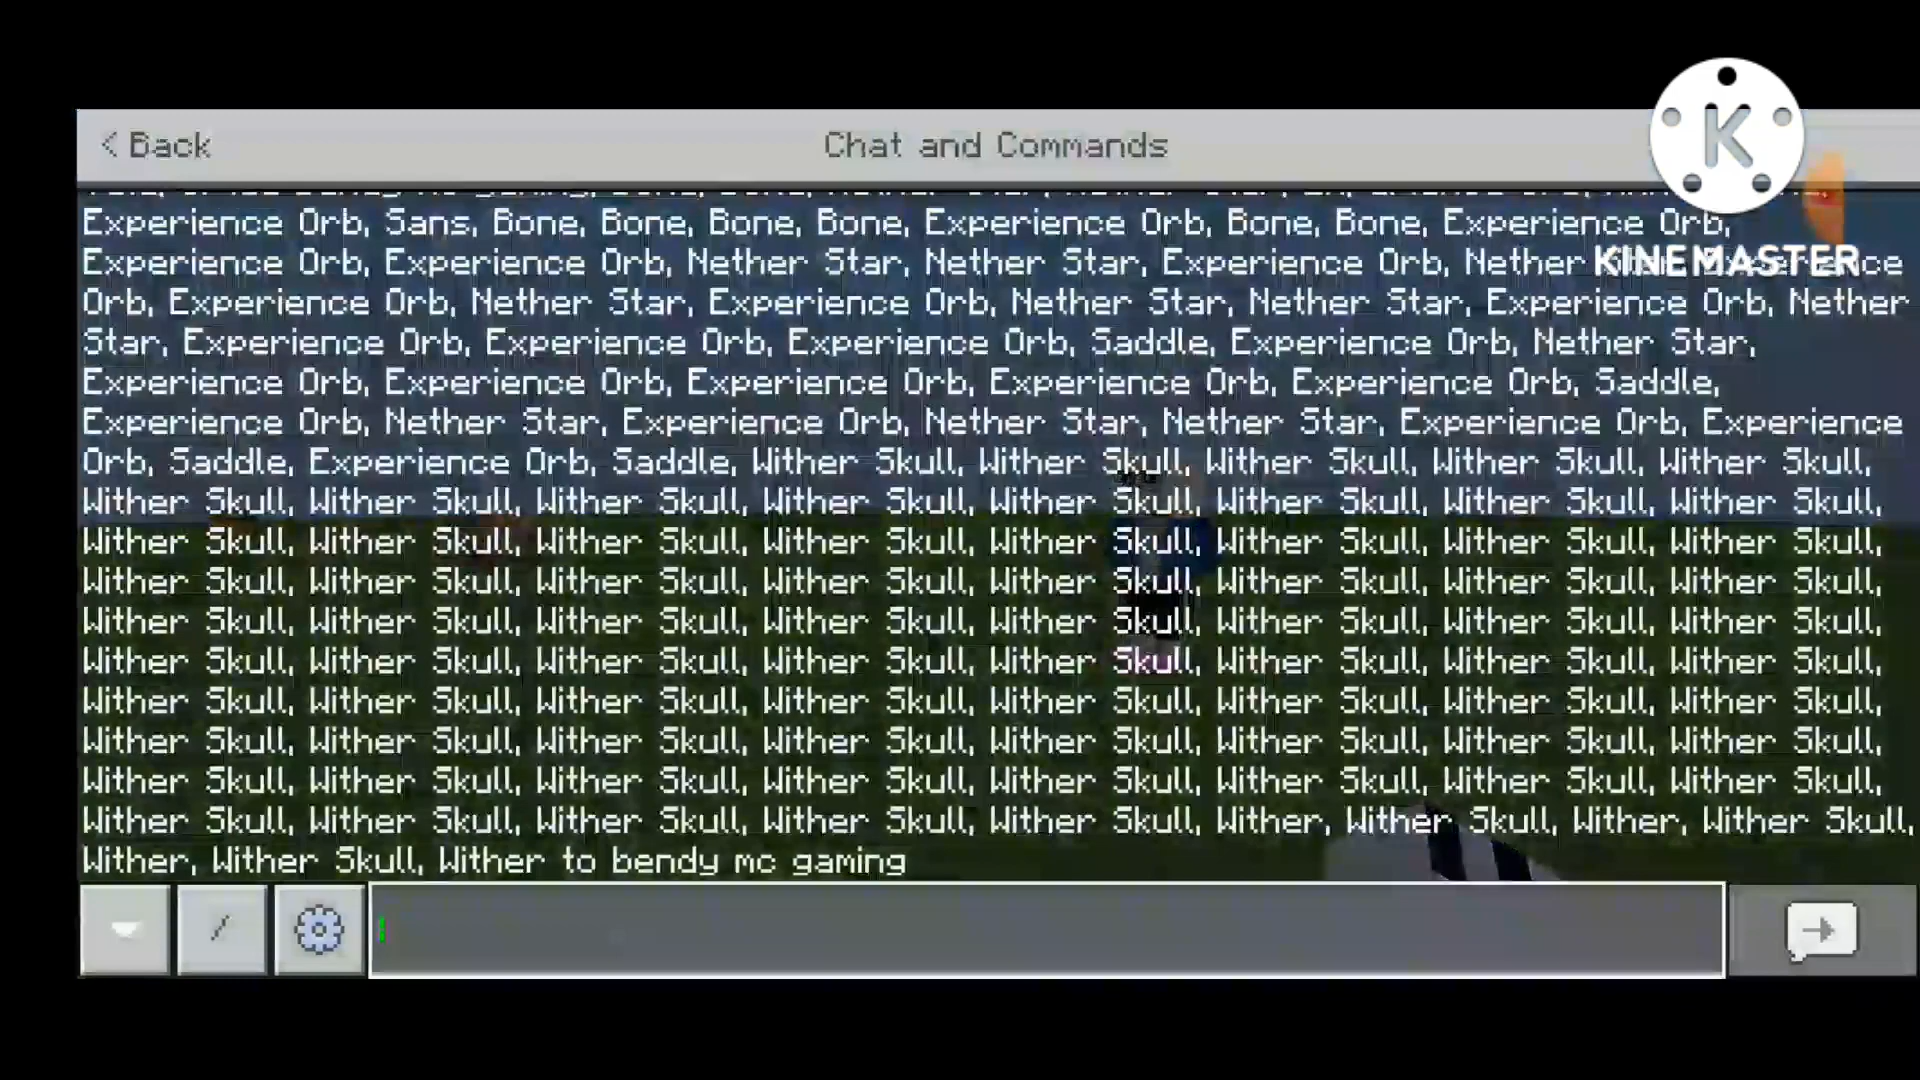 < Back
Chat and Commands
K
KINEMASTER
Experience Orb, Sans, Bone, Bone, Bone, Bone, Experience Orb, Bone, Bone, Experience Orb,
Experience Orb, Experience Orb, Nether Star, Nether Star, Experience Orb, Nether
Orb, Experience Orb, Nether Star, Experience Orb, Nether Star, Nether Star, Experience Orb, Nether
Star, Experience Orb, Experience Orb, Experience Orb, Saddle, Experience Orb, Nether Star,
Experience Orb, Experience Orb, Experience Orb, Experience Orb, Experience Orb, Saddle,
Experience Orb, Nether Star, Experience Orb, Nether Star, Nether Star, Experience Orb, Experience
Orb, Saddle, Experience Orb, Saddle, Wither Skull, Wither Skull, Wither Skull, Wither Skull, Wither Skull,
Wither Skull, Wither Skull, Wither Skull, Wither Skull, Wither Skull, Wither Skull, Wither Skull, Wither Skull,
Wither Skull, Wither Skull, Wither Skull, Wither Skull, Wither Skull, Wither Skull, Wither Skull, Wither Skull,
Wither Skull, Wither Skull, Wither Skull, Wither Skull, Wither Skull, Wither Skull, Wither Skull, Wither Skull,
Wither Skull, Wither Skull, Wither Skull, Wither Skull, Wither Skull, Wither Skull, Wither Skull, Wither Skull,
Wither Skull, Wither Skull, Wither Skull, Wither Skull, Wither Skull, Wither Skull, Wither Skull, Wither Skull,
Wither Skull, Wither Skull, Wither Skull, Wither Skull, Wither Skull, Wither Skull, Wither Skull, Wither Skull,
Wither Skull, Wither Skull, Wither Skull, Wither Skull, Wither Skull, Wither Skull, Wither Skull, Wither Skull,
Wither Skull, Wither Skull, Wither Skull, Wither Skull, Wither Skull, Wither Skull, Wither Skull, Wither Skull,
Wither Skull, Wither Skull, Wither Skull, Wither Skull, Wither Skull, Wither, Wither Skull, Wither, Wither Skull,
Wither, Wither Skull, Wither to bendy mc gaming
/